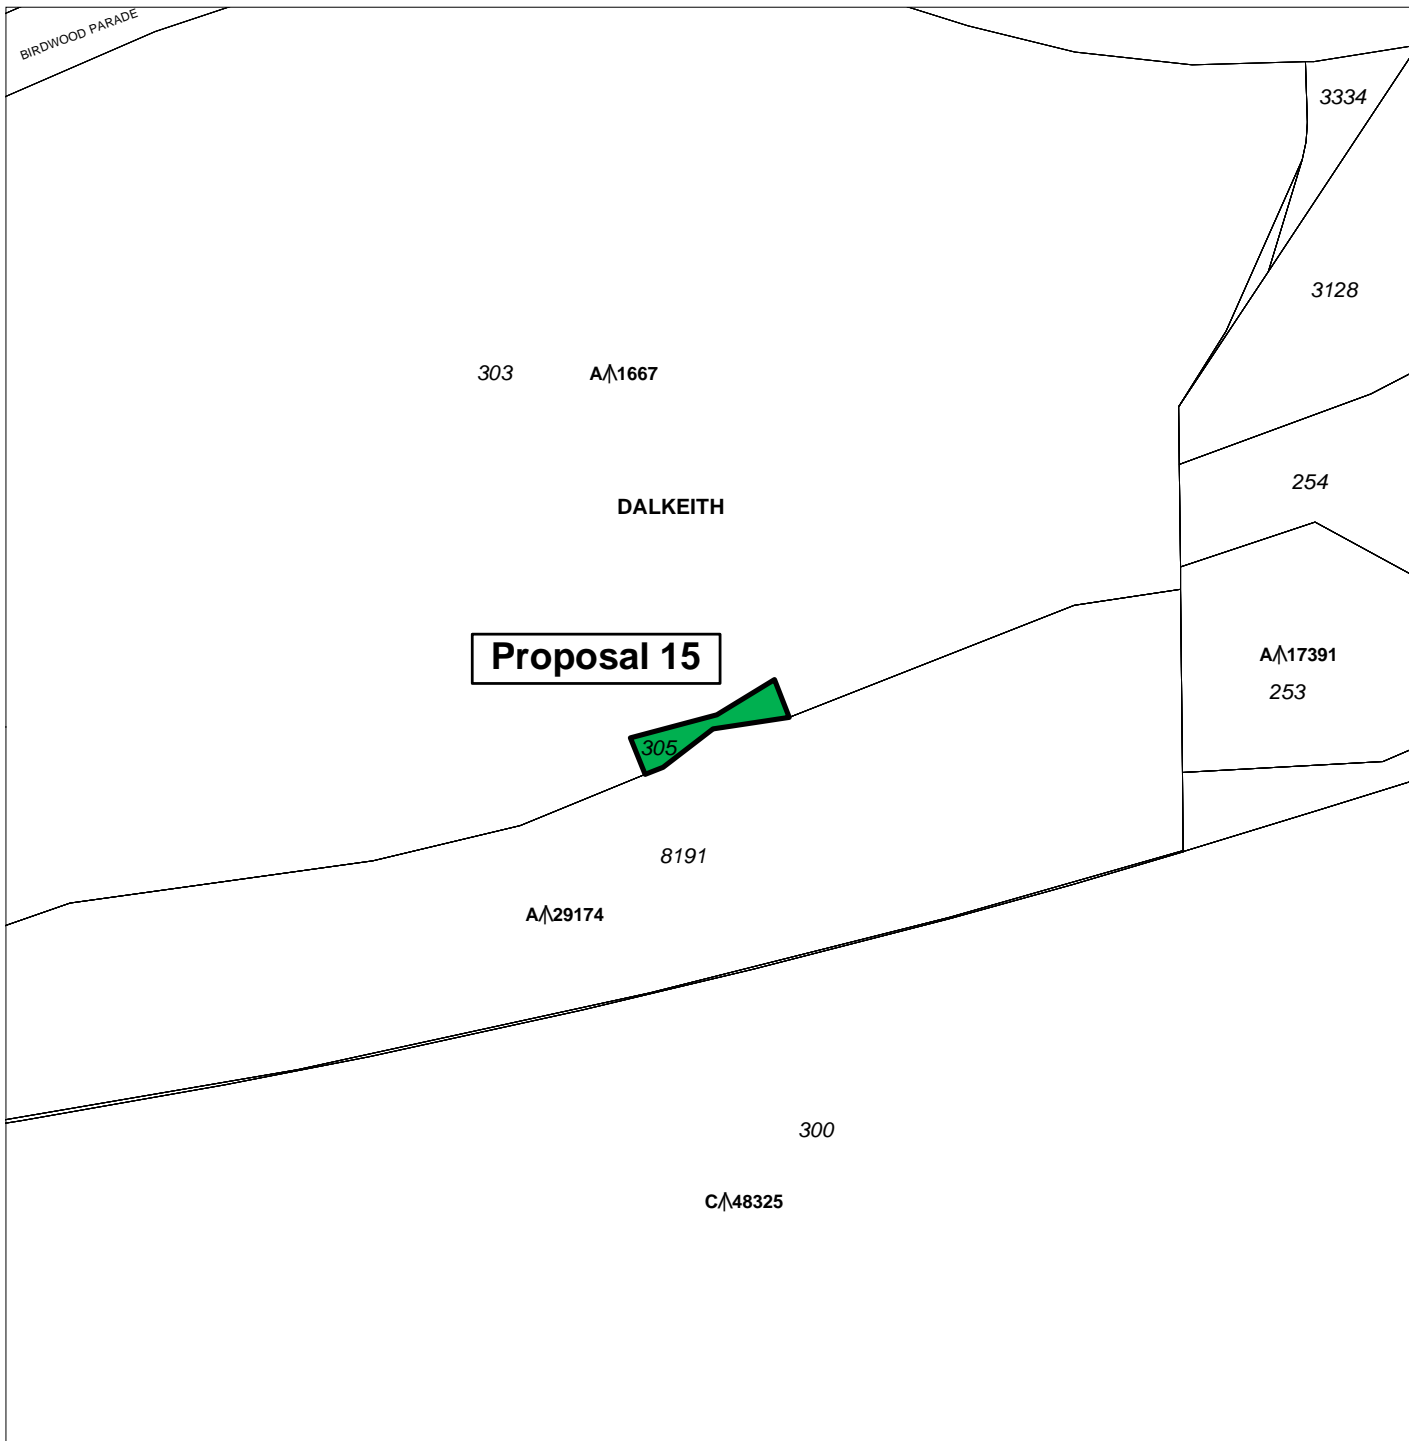 BIRDWOOD PARADE
3334
3128
303
A 1667
254
DALKEITH
Proposal 15
A 17391
253
305
8191
A 29174
300
C 48325